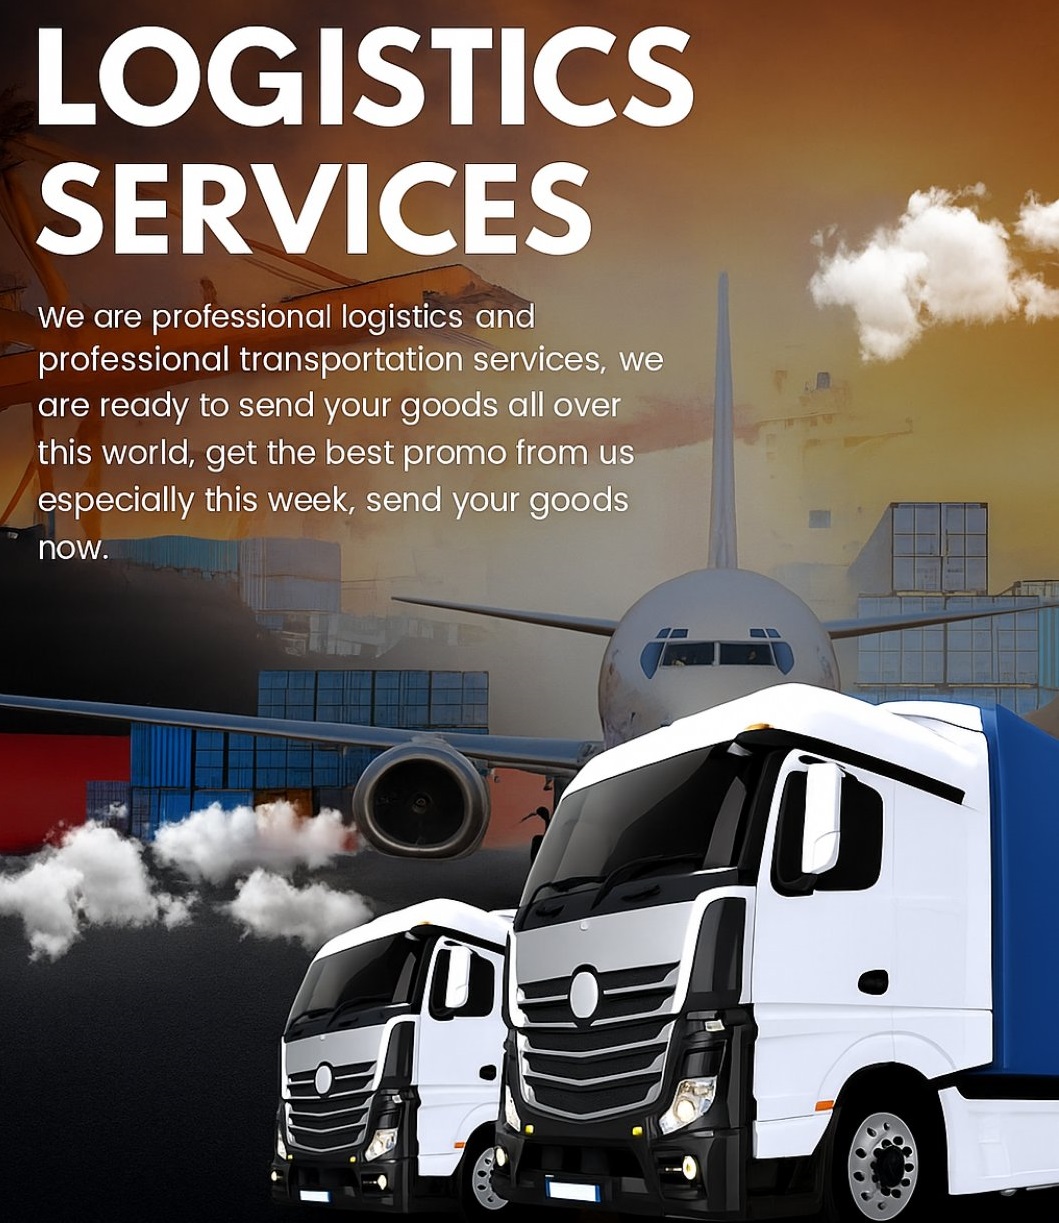 LOGISTICS
SERVICES
We are professional logistics and
professional transportation services, we
are ready to send your goods all over
this world, get the best promo from us
especially this week, send your goods
now.